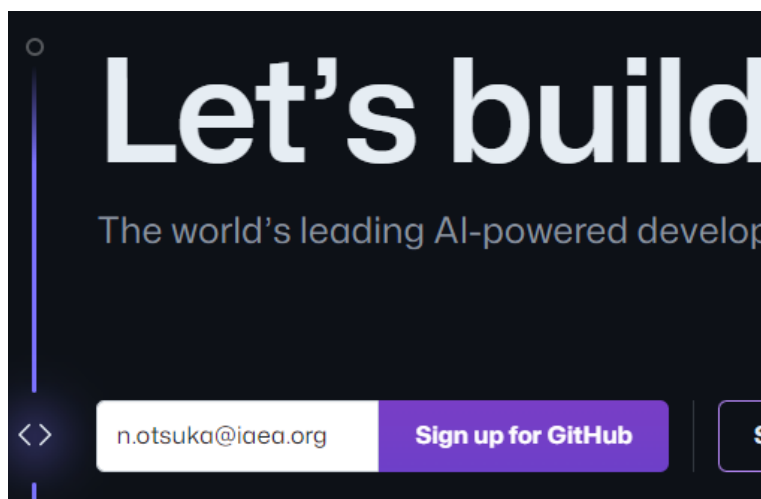 Let’s build
The world’s leading AI-powered develop
n.otsuka@iaea.org
Sign up for GitHub
S